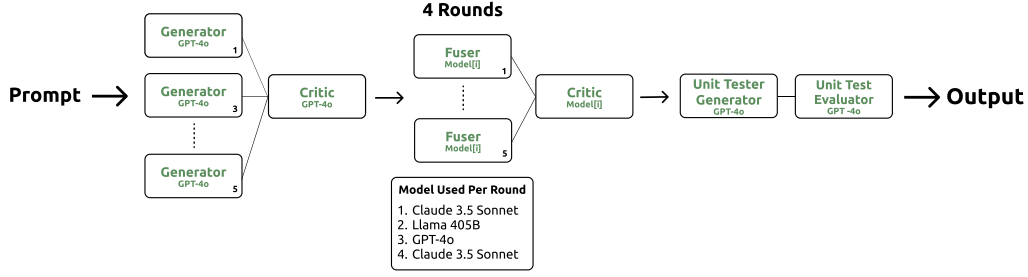 4 Rounds
Prompt
Generator
GPT-4o
1
Generator
GPT-4o
3
Generator
GPT-4o
5
Critic
GPT-4o
Fuser
Model[i]
1
Fuser
Model[i]
5
Critic
Model[i]
Unit Tester
Generator
GPT-4o
Unit Test
Evaluator
GPT -4o
Output
Model Used Per Round
1. Claude 3.5 Sonnet
2. Llama 405B
3. GPT-4o
4. Claude 3.5 Sonnet